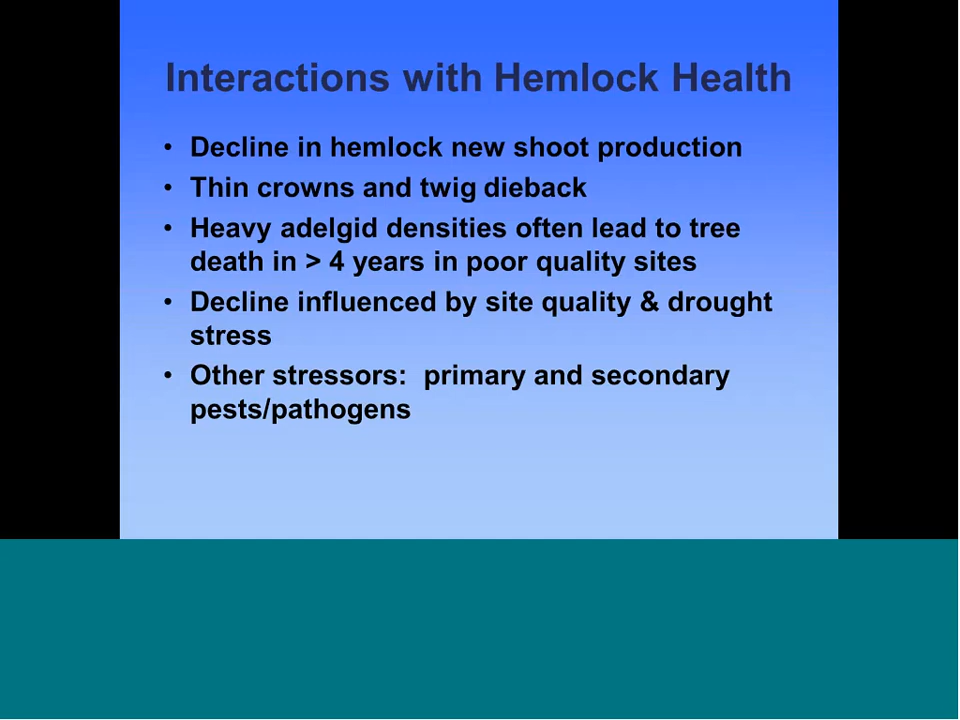 Interactions with Hemlock Health
• Decline in hemlock new shoot production
• Thin crowns and twig dieback
• Heavy adelgid densities often lead to tree
death in > 4 years in poor quality sites
• Decline influenced by site quality & drought
stress
• Other stressors:  primary and secondary
pests/pathogens